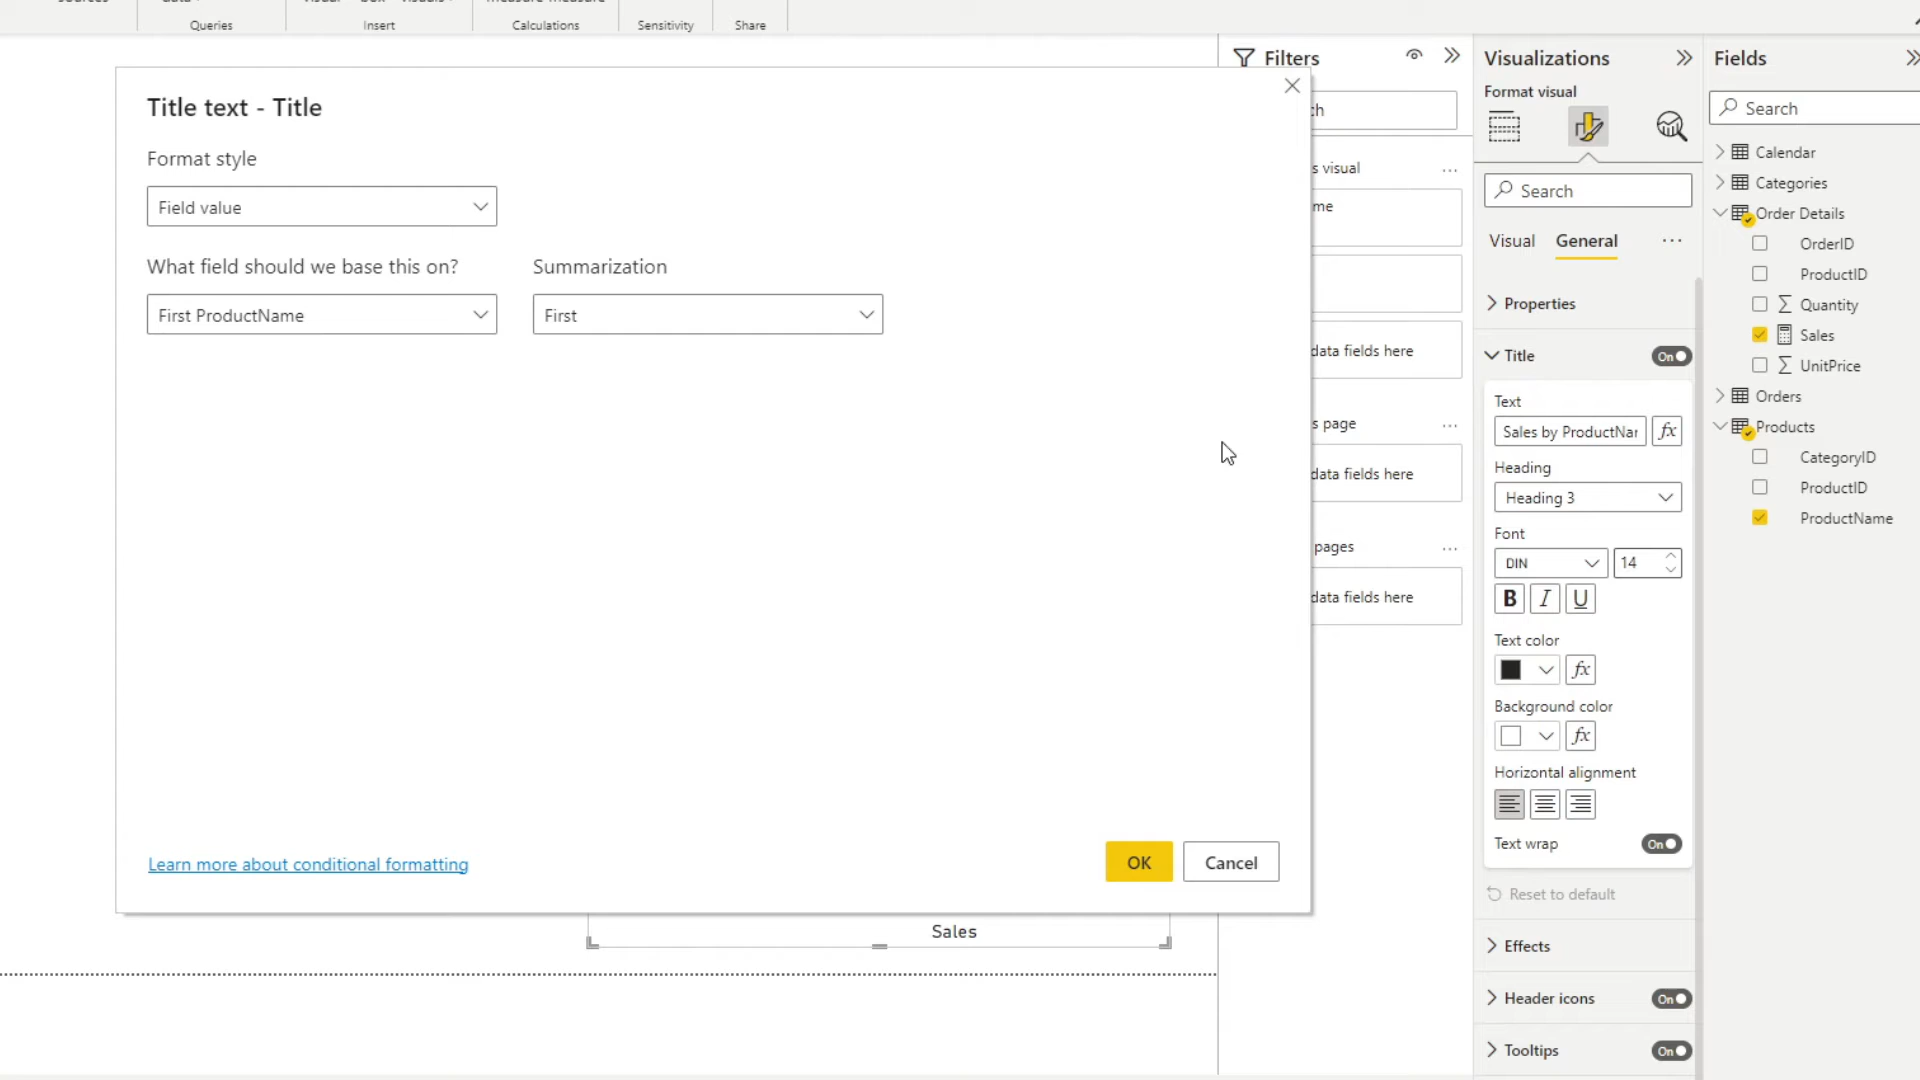 Queries
Insert
Calculations
Sensitivity
Share
Title text - Title
Format style
Field value
What field should we base this on?
Summarization
First ProductName
First
Learn more about conditional formatting
OK
Cancel
Sales
Filters
s visual
data fields here
s page
data fields here
pages
data fields here
Visualizations
Format visual
Search
Visual
General
Properties
Title
On
Text
Sales by ProductNar
Heading
Heading 3
Font
DIN
14
B I U
Text color
fx
Background color
fx
Horizontal alignment
Text wrap
On
Reset to default
Effects
Header icons
On
Tooltips
On
Fields
Search
Calendar
Categories
Order Details
OrderID
ProductID
Quantity
Sales
UnitPrice
Orders
Products
CategoryID
ProductID
ProductName